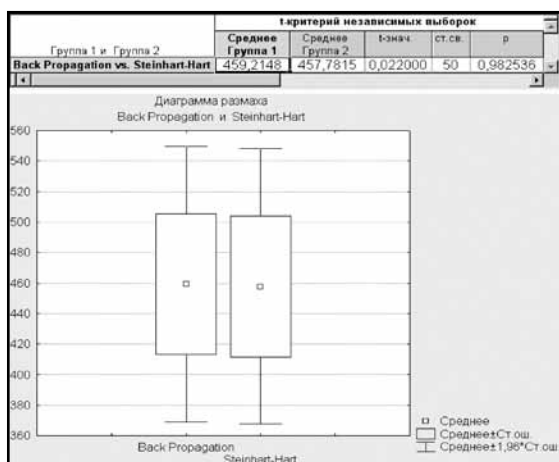 t-критерий независимых выборок
Группа 1 и Группа 2
Среднее Группа 1
Среднее Группа 2
t-знач.
ст.св.
p
Back Propagation vs. Steinhart-Hart 459,2148 457,7815 0,022000 50 0,982536
Диаграмма размаха
Back Propagation и Steinhart-Hart
560
540
520
500
480
460
440
420
400
380
360
Back Propagation
Steinhart-Hart
Среднее
Среднее±Ст.ош.
Среднее±1,96*Ст.ош